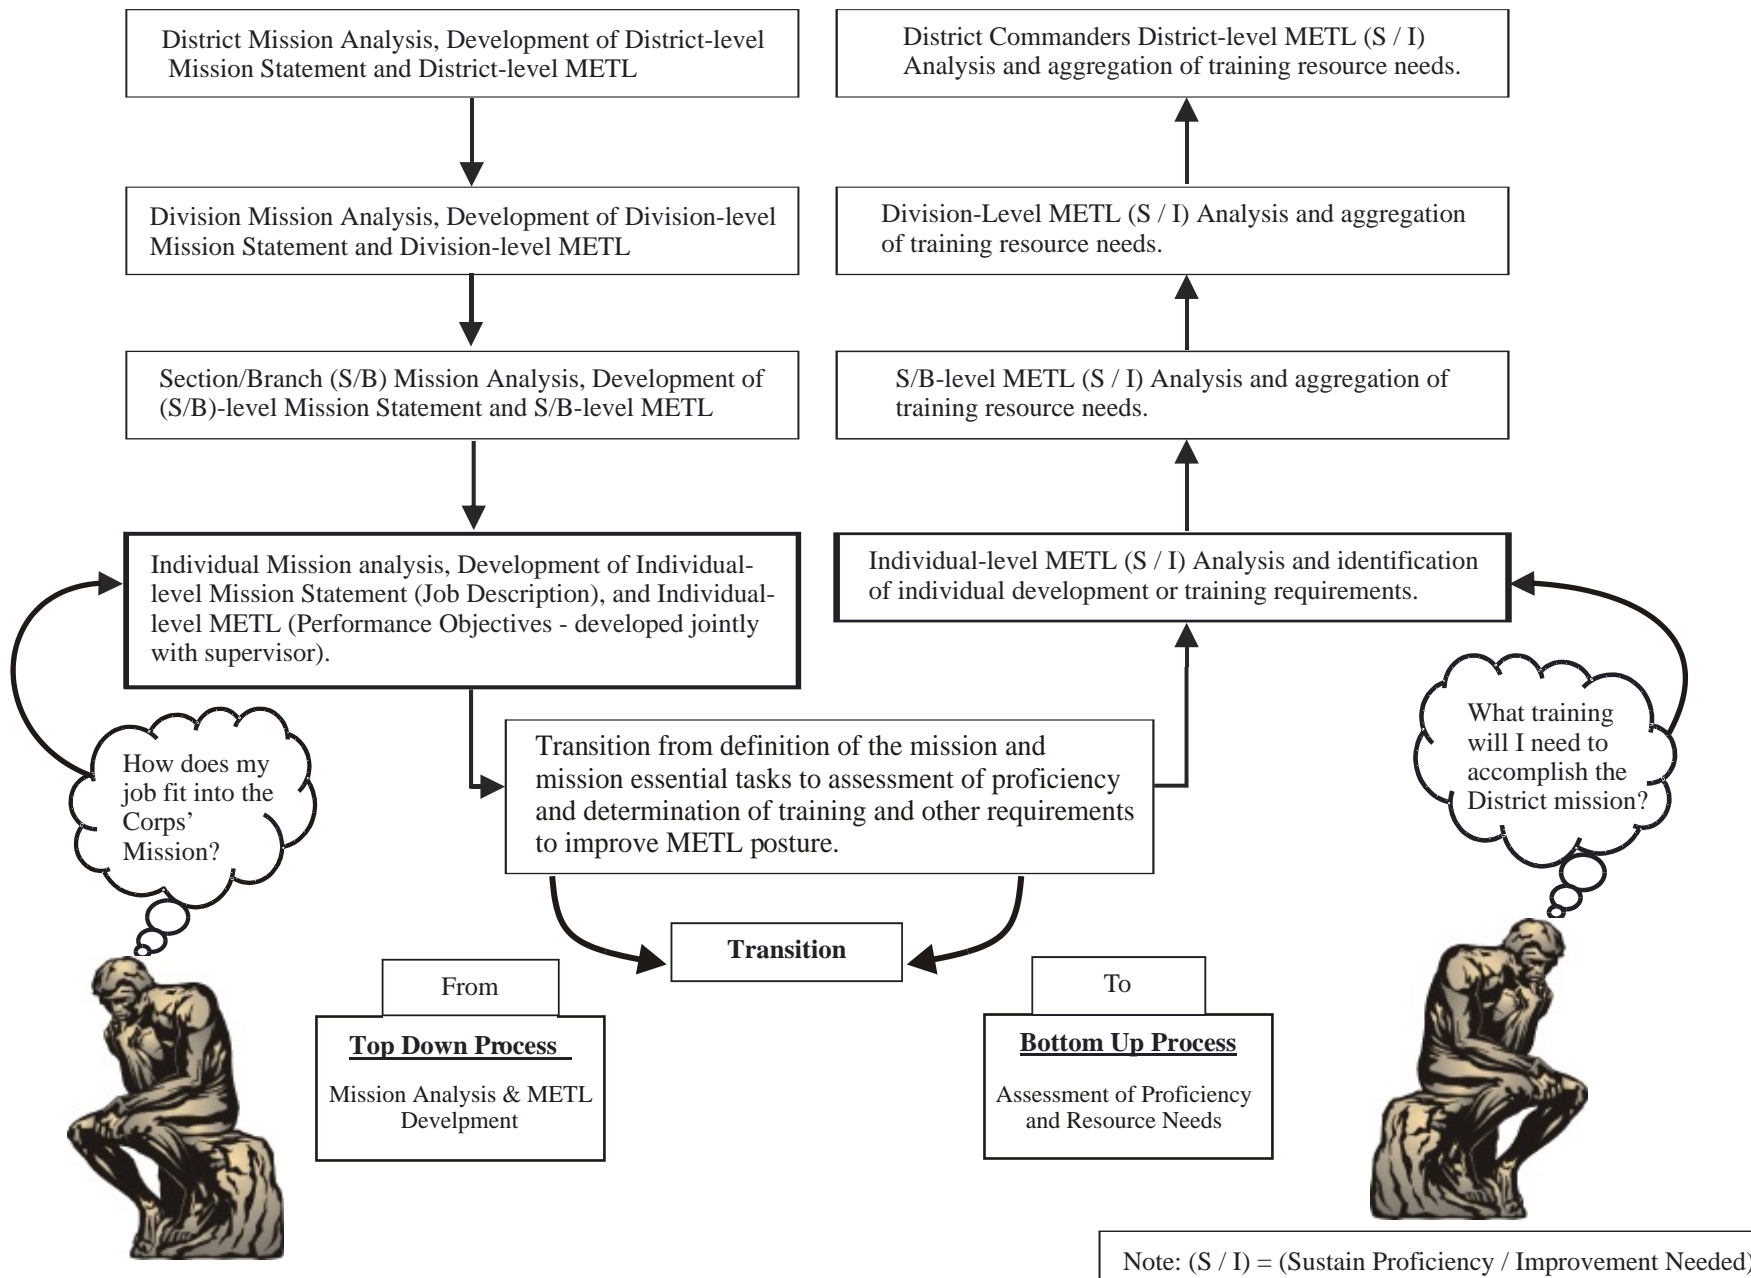 District Mission Analysis, Development of District-level
Mission Statement and District-level METL
Division Mission Analysis, Development of Division-level
Mission Statement and Division-level METL
Section/Branch (S/B) Mission Analysis, Development of
(S/B)-level Mission Statement and S/B-level METL
Individual Mission analysis, Development of Individual-
level Mission Statement (Job Description), and Individual-
level METL (Performance Objectives - developed jointly
with supervisor).
How does my
job fit into the
Corps’
Mission?
Transition from definition of the mission and
mission essential tasks to assessment of proficiency
and determination of training and other requirements
to improve METL posture.
District Commanders District-level METL (S / I)
Analysis and aggregation of training resource needs.
Division-Level METL (S / I) Analysis and aggregation
of training resource needs.
S/B-level METL (S / I) Analysis and aggregation of
training resource needs.
Individual-level METL (S / I) Analysis and identification
of individual development or training requirements.
What training
will I need to
accomplish the
District mission?
Transition
From
Top Down Process
Mission Analysis & METL
Develpment
To
Bottom Up Process
Assessment of Proficiency
and Resource Needs
Note: (S / I) = (Sustain Proficiency / Improvement Needed)